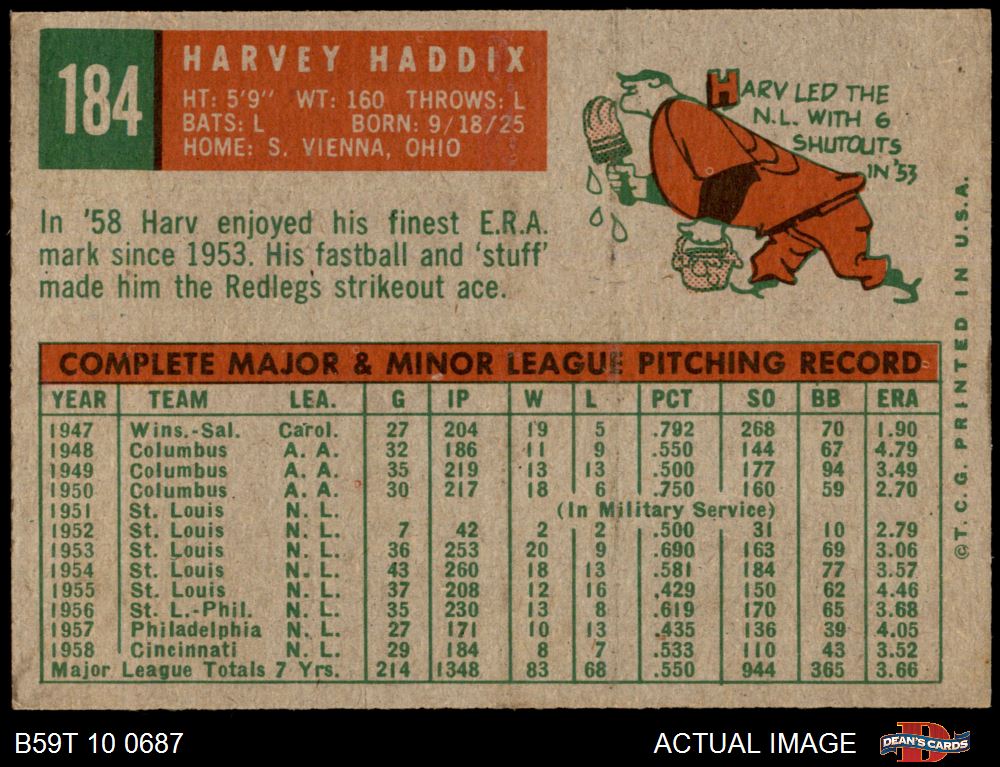 184
HARVEY HADDIX
HT: 5'9" WT: 160 THROWS: L
BATS: L BORN: 9/18/25
HOME: S. VIENNA, OHIO
HARV LED THE
N.L. WITH 6
SHUTOUTS
IN '53
In '58 Harv enjoyed his finest E.R.A.
mark since 1953. His fastball and 'stuff'
made him the Redlegs strikeout ace.
COMPLETE MAJOR & MINOR LEAGUE PITCHING RECORD
YEAR TEAM LEA. G IP W L PCT SO BB ERA
1947 Wins.-Sal. Carol. 27 204 19 5 .792 268 70 1.90
1948 Columbus A. A. 32 186 11 9 .550 144 67 4.79
1949 Columbus A. A. 35 219 13 13 .500 177 94 3.49
1950 Columbus A. A. 30 217 18 6 .750 160 59 2.70
1951 St. Louis N. L. (In Military Service)
1952 St. Louis N. L. 7 42 2 2 .500 31 10 2.79
1953 St. Louis N. L. 36 253 20 9 .690 163 69 3.06
1954 St. Louis N. L. 43 260 18 13 .581 184 77 3.57
1955 St. Louis N. L. 37 208 12 16 .429 150 62 4.46
1956 St. L.-Phil. N. L. 35 230 13 8 .619 170 65 3.68
1957 Philadelphia N. L. 27 171 10 13 .435 136 39 4.05
1958 Cincinnati N. L. 29 184 8 7 .533 110 43 3.52
Major League Totals 7 Yrs. 214 1348 83 68 .550 944 365 3.66
©T. C. G. PRINTED IN U.S.A.
B59T 10 0687
ACTUAL IMAGE
D
DEAN'S CARDS